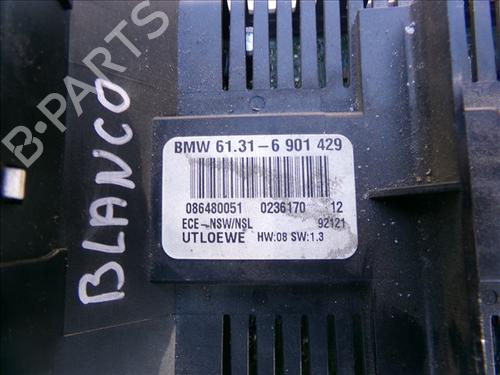 B-PARTS
BLANCO
BMW 61.31-6 901 429
086480051 0236170 12
ECE-NSW/NSL 92121
UTLOEWE HW:08 SW:1.3